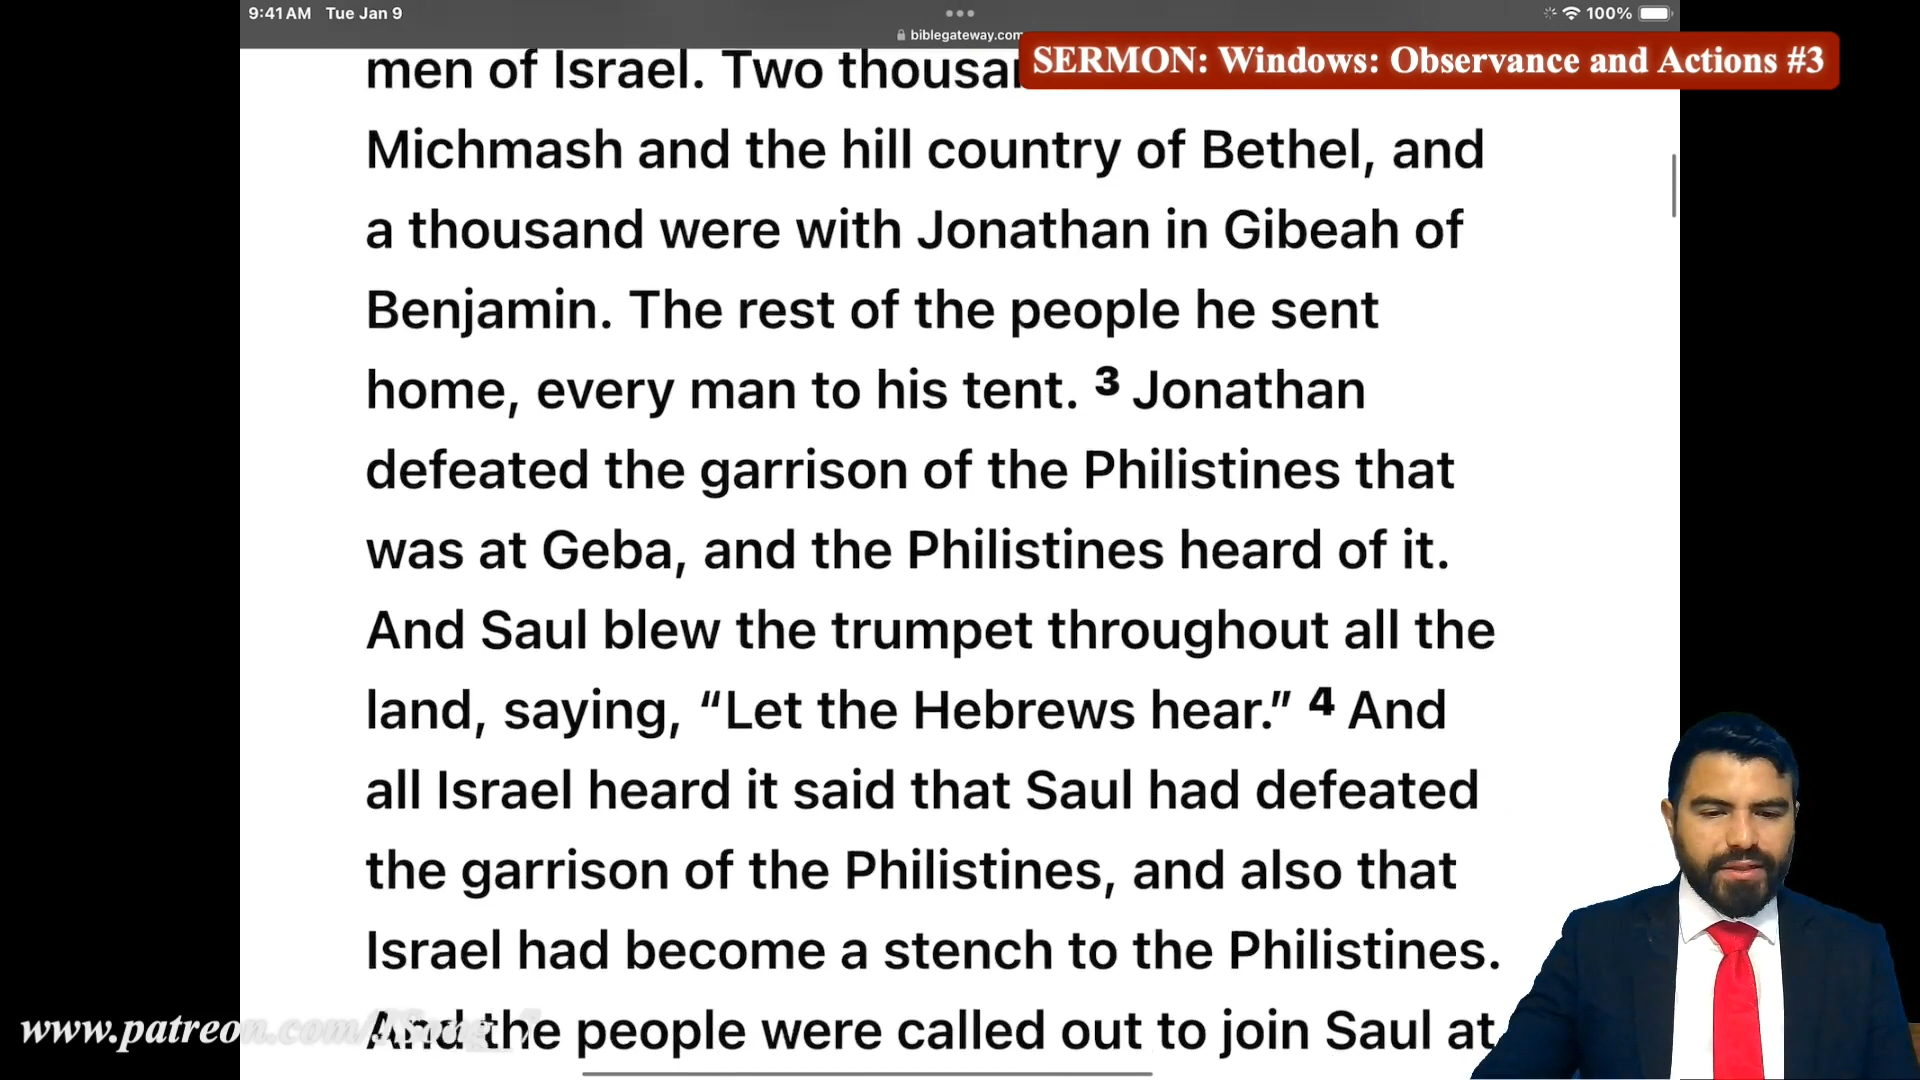 9:41 AM Tue Jan 9
100%
biblegateway.com
SERMON: Windows: Observance and Actions #3
men of Israel. Two
Michmash and the hill country of Bethel, and
a thousand were with Jonathan in Gibeah of
Benjamin. The rest of the people he sent
home, every man to his tent. 3 Jonathan
defeated the garrison of the Philistines that
was at Geba, and the Philistines heard of it.
And Saul blew the trumpet throughout all the
land, saying, “Let the Hebrews hear.” 4 And
all Israel heard it said that Saul had defeated
the garrison of the Philistines, and also that
Israel had become a stench to the Philistines.
And the people were called out to join Saul at
www.patreon.com/